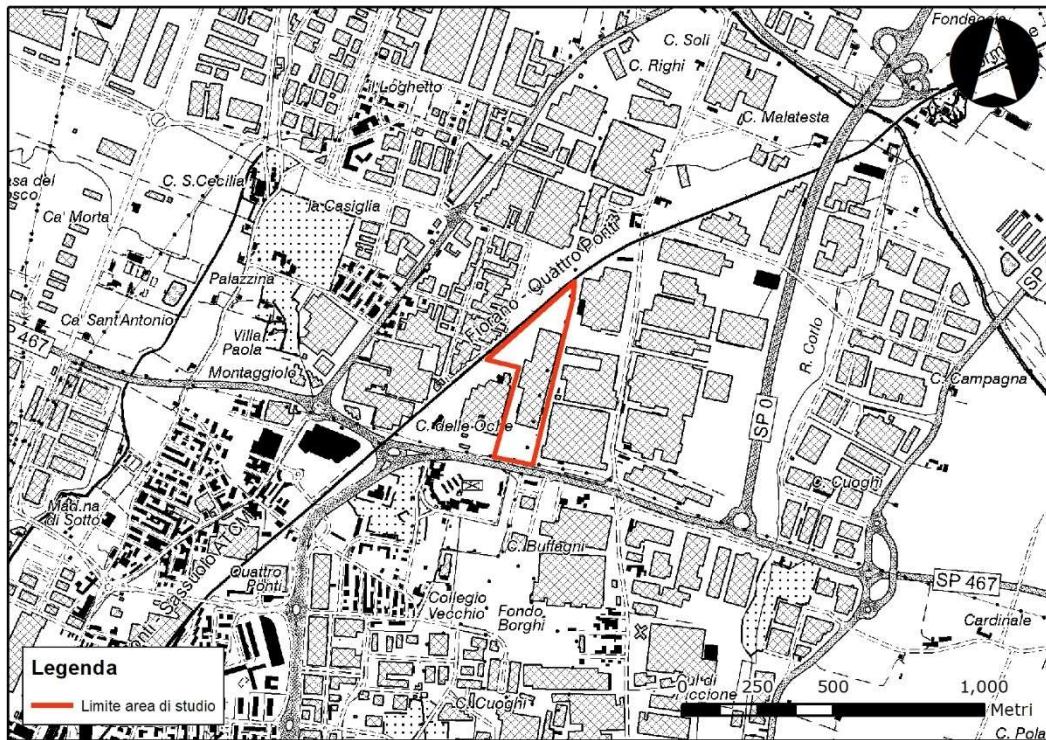 Fondaccio
C. Soli
C. Righi
il Loghetto
C. Malatesta
C. S.Cecilia
Ca' Morta
la Casiglia
Fiorano - Quattro Ponti
Palazzina
Ca' Sant'Antonio
Villa
Paola
467
Montaggiolo
R. Corlo
SP
C. Campagna
C. delle Oche
SP 0
Mad.na
di Sotto
C. Cuoghi
C. Buffagni
Quattro
Ponti
SP 467
Collegio
Vecchio
Fondo
Borghi
Cardinale
C. Cuoghi
Legenda
Limite area di studio
0 250 500 1,000
Metri
C. Pola